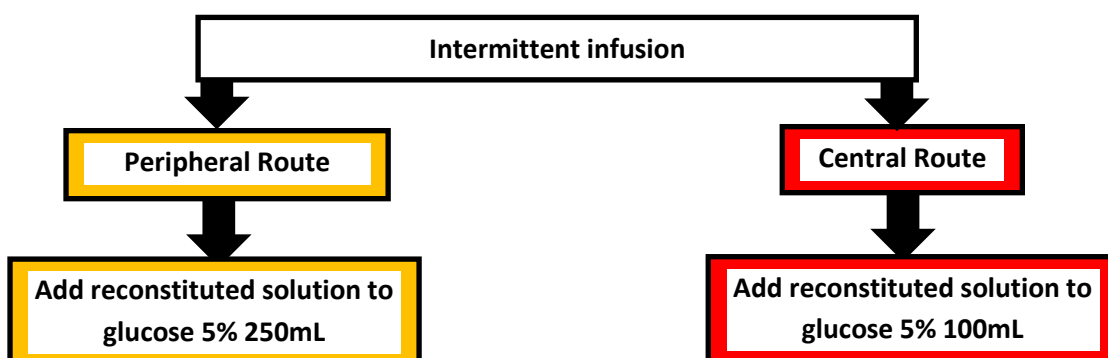 Intermittent infusion
Peripheral Route
Central Route
Add reconstituted solution to
glucose 5% 250mL
Add reconstituted solution to
glucose 5% 100mL